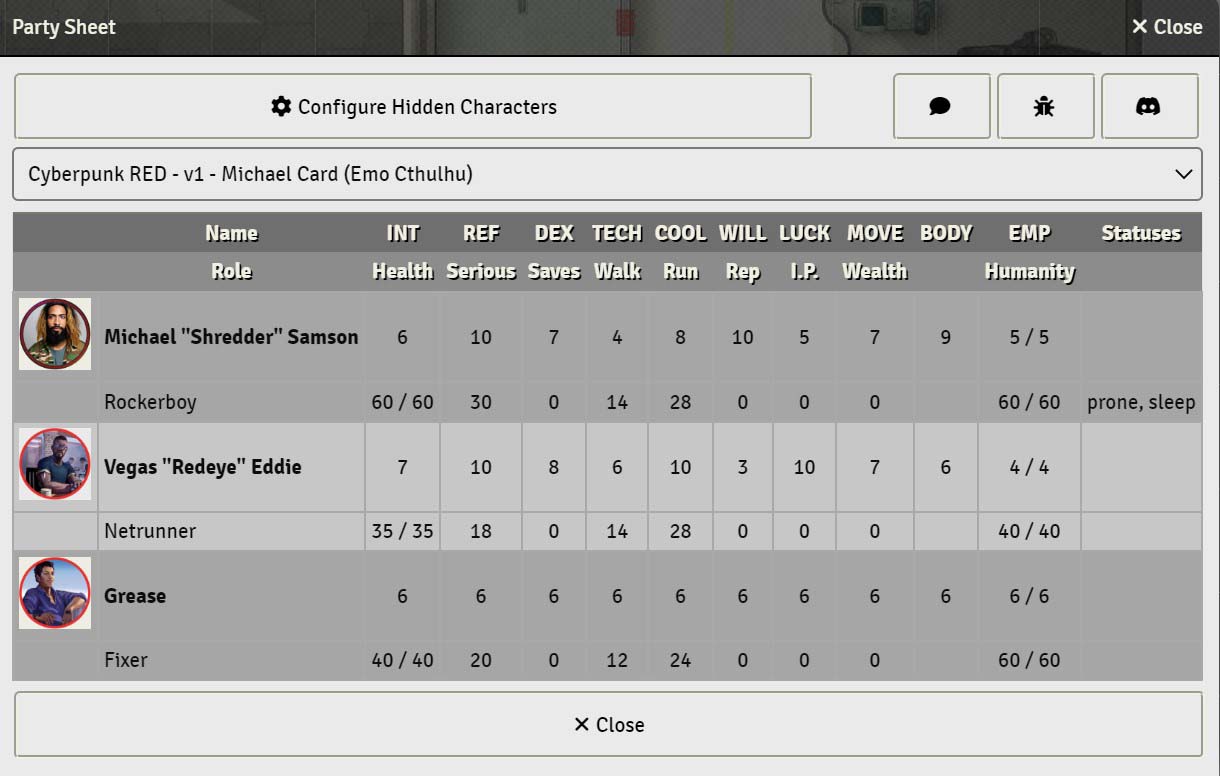 Party Sheet
Close
Configure Hidden Characters
Cyberpunk RED - v1 - Michael Card (Emo Cthulhu)
Name INT REF DEX TECH COOL WILL LUCK MOVE BODY EMP Statuses
Role Health Serious Saves Walk Run Rep I.P. Wealth Humanity
Michael "Shredder" Samson 6 10 7 4 8 10 5 7 9 5 / 5
Rockerboy 60 / 60 30 0 14 28 0 0 0 60 / 60 prone, sleep
Vegas "Redeye" Eddie 7 10 8 6 10 3 10 7 6 4 / 4
Netrunner 35 / 35 18 0 14 28 0 0 0 40 / 40
Grease 6 6 6 6 6 6 6 6 6 6 / 6
Fixer 40 / 40 20 0 12 24 0 0 0 60 / 60
Close